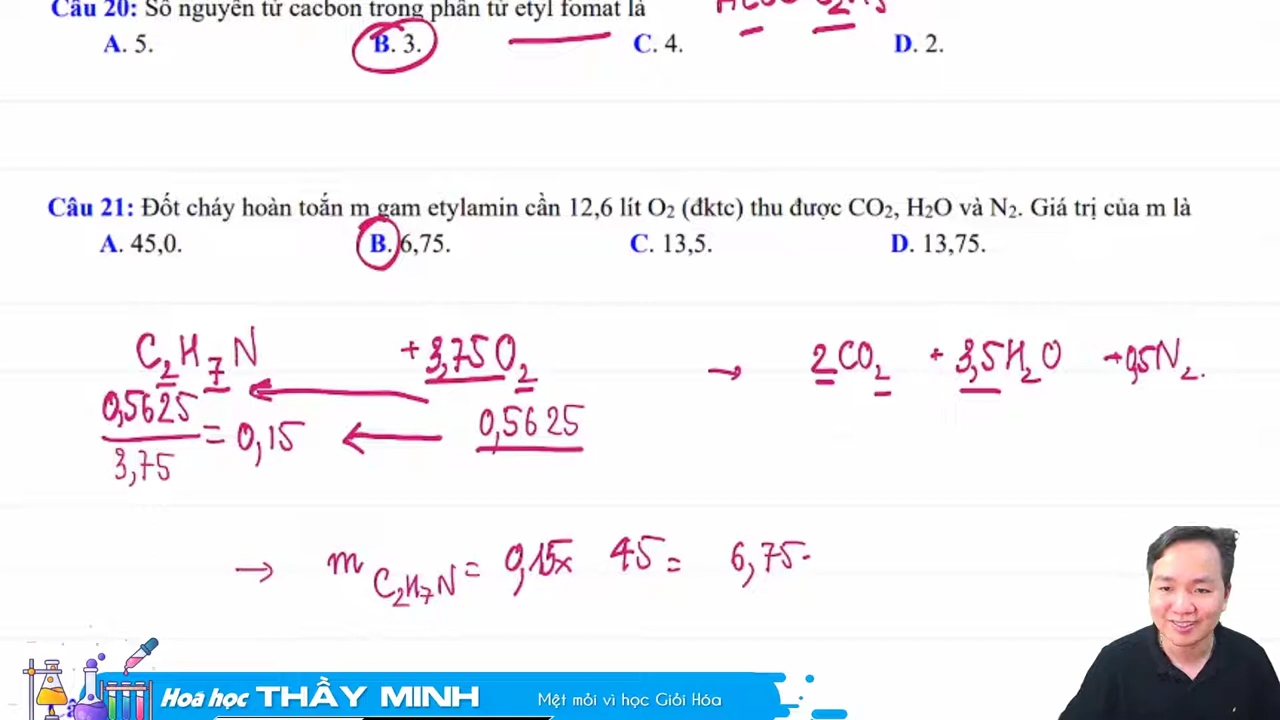 Câu 20: Số nguyên tử cacbon trong phân tử etyl fomat là
A. 5. B. 3. C. 4. D. 2.
Câu 21: Đốt cháy hoàn toắn m gam etylamin cần 12,6 lít O₂ (đktc) thu được CO₂, H₂O và N₂. Giá trị của m là
A. 45,0. B. 6,75. C. 13,5. D. 13,75.
C₂H₇N + 3,75O₂ → 2CO₂ + 3,5H₂O + 0,5N₂.
0,5625
3,75
= 0,15 ← 0,5625
→ m C₂H₇N = 0,15x 45 = 6,75.
Hoá học THẦY MINH Mệt mỏi vì học Giỏi Hóa